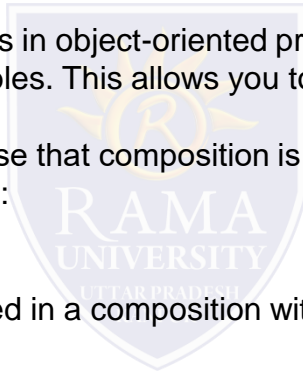 s in object-oriented pr
les. This allows you to
se that composition is
:
RAMA
UNIVERSITY
UTTAR PRADESH
ed in a composition wit